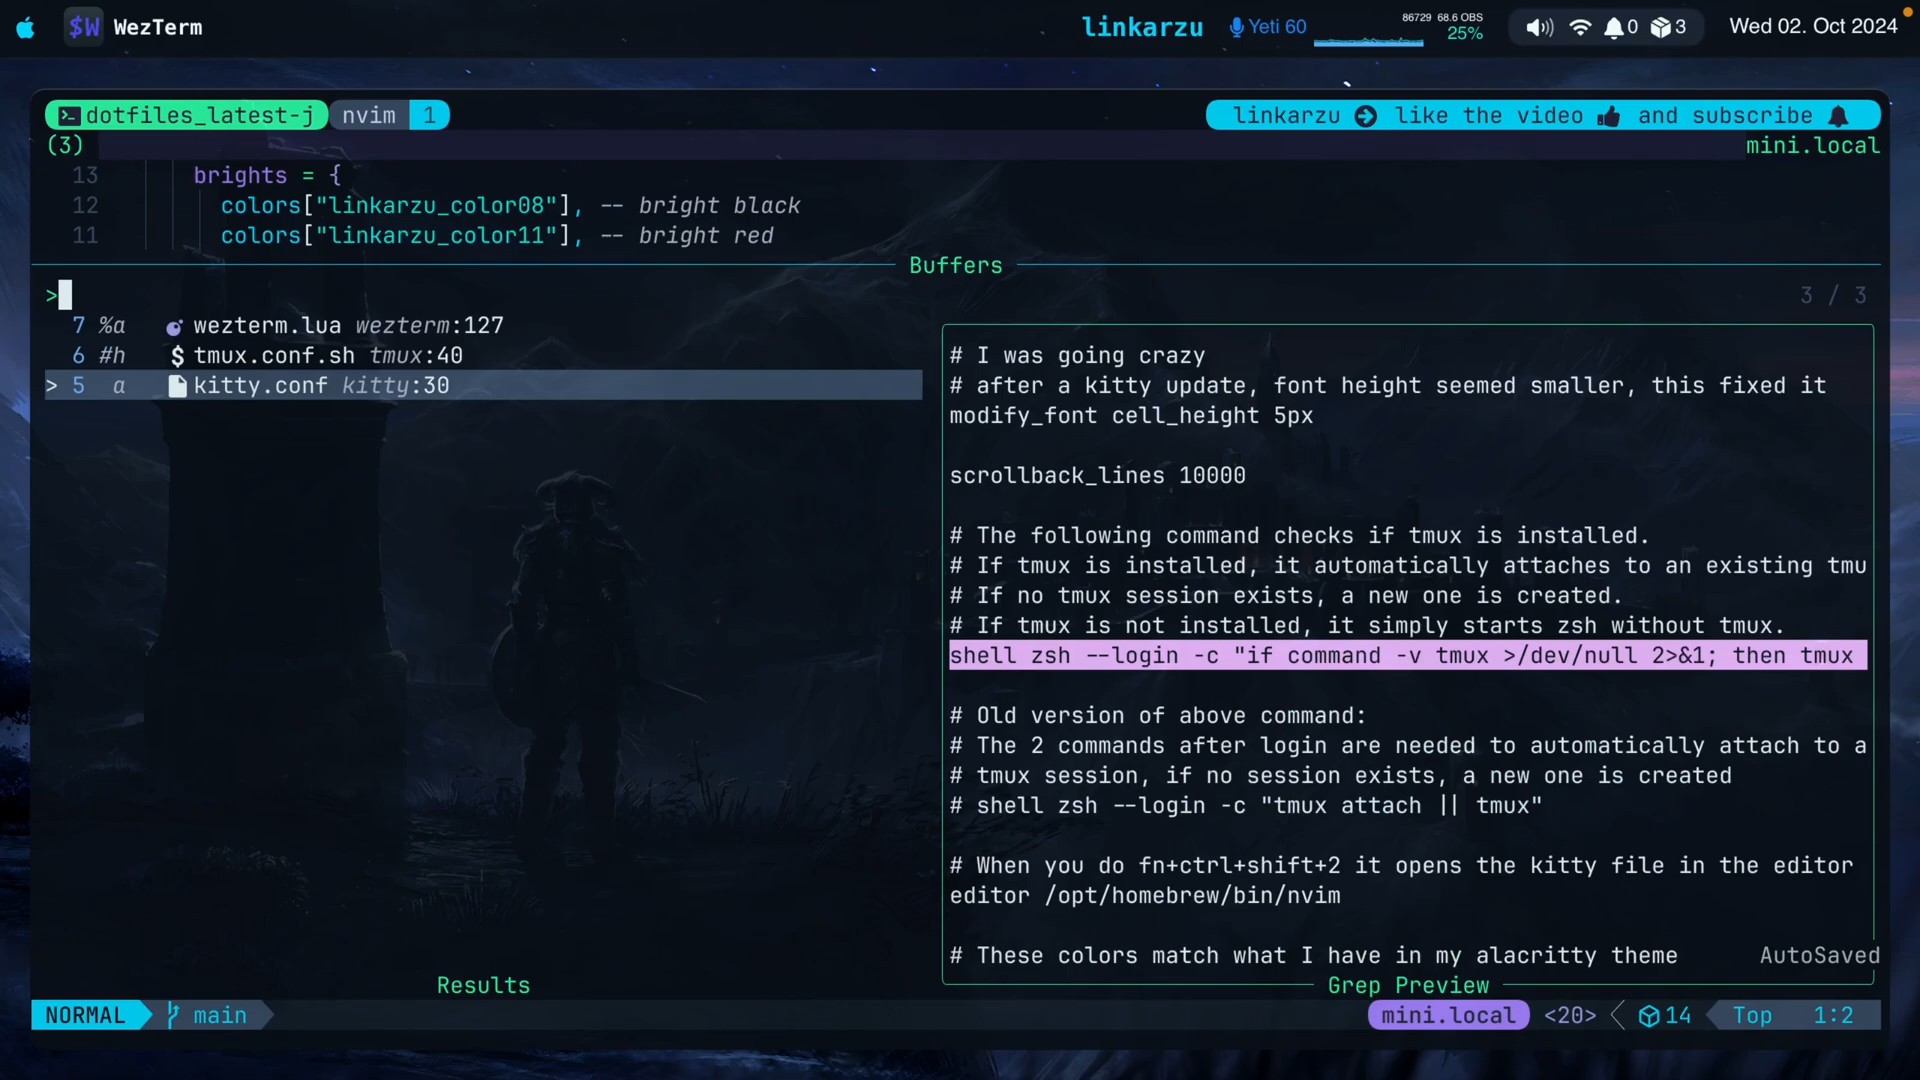 $W WezTerm
linkarzu
Yeti 60
86729 68.6 OBS
25%
0
3
Wed 02. Oct 2024
dotfiles_latest-j nvim 1
linkarzu like the video and subscribe
(3)
mini.local
13 brights = {
12 colors["linkarzu_color08"], -- bright black
11 colors["linkarzu_color11"], -- bright red
Buffers
>
3 / 3
7 %a wezterm.lua wezterm:127
6 #h $ tmux.conf.sh tmux:40
> 5 a kitty.conf kitty:30
# I was going crazy
# after a kitty update, font height seemed smaller, this fixed it
modify_font cell_height 5px
scrollback_lines 10000
# The following command checks if tmux is installed.
# If tmux is installed, it automatically attaches to an existing tmu
# If no tmux session exists, a new one is created.
# If tmux is not installed, it simply starts zsh without tmux.
shell zsh --login -c "if command -v tmux >/dev/null 2>&1; then tmux
# Old version of above command:
# The 2 commands after login are needed to automatically attach to a
# tmux session, if no session exists, a new one is created
# shell zsh --login -c "tmux attach || tmux"
# When you do fn+ctrl+shift+2 it opens the kitty file in the editor
editor /opt/homebrew/bin/nvim
# These colors match what I have in my alacritty theme
AutoSaved
Results
Grep Preview
NORMAL main
mini.local <20> 14 Top 1:2